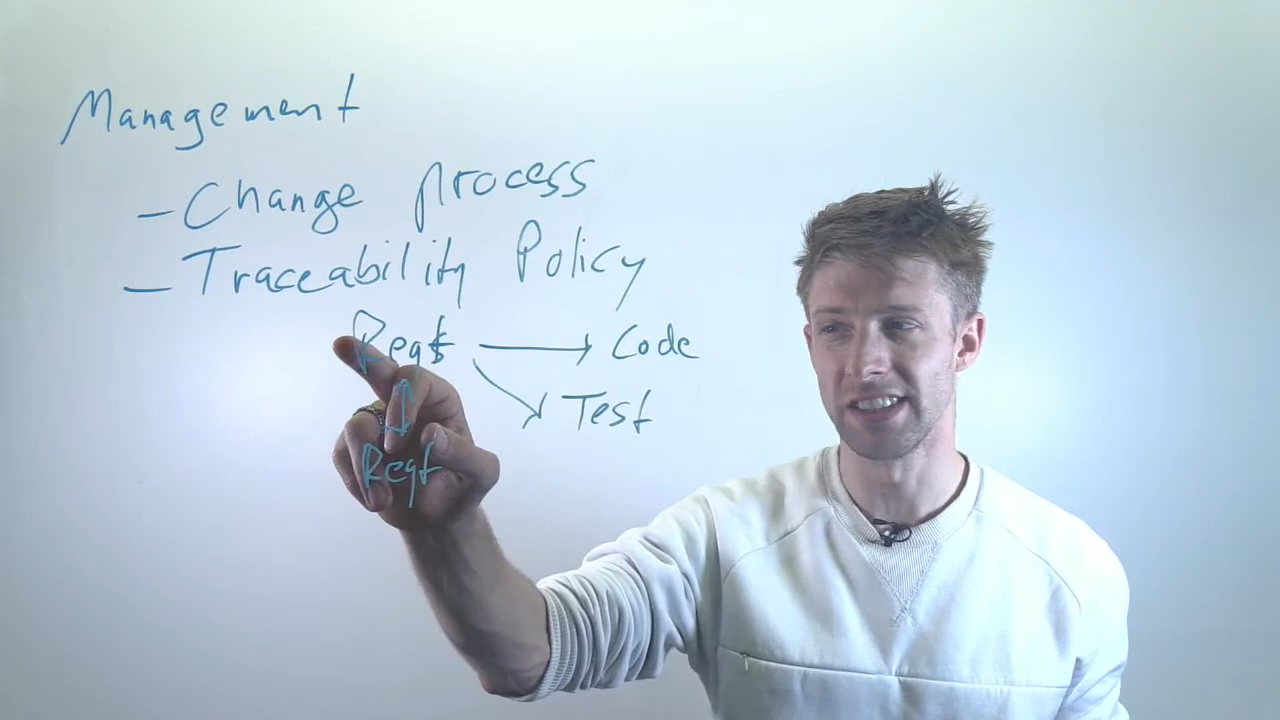 Management
- Change process
- Traceability Policy
Reqt → Code
Test
Reqt